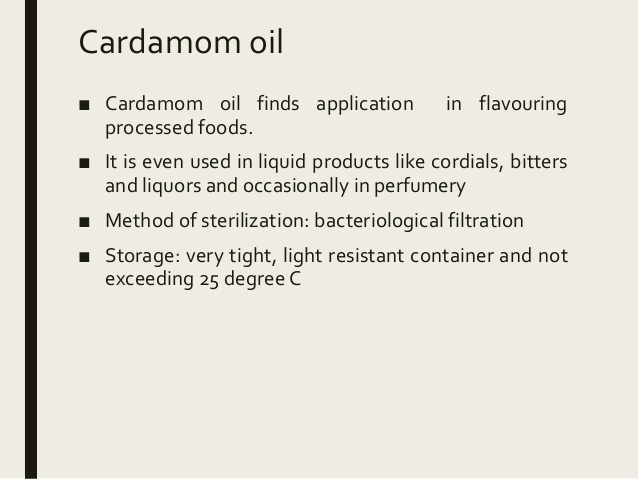 Cardamom oil
■ Cardamom oil finds application in flavouring
processed foods.
■ It is even used in liquid products like cordials, bitters
and liquors and occasionally in perfumery
■ Method of sterilization: bacteriological filtration
■ Storage: very tight, light resistant container and not
exceeding 25 degree C